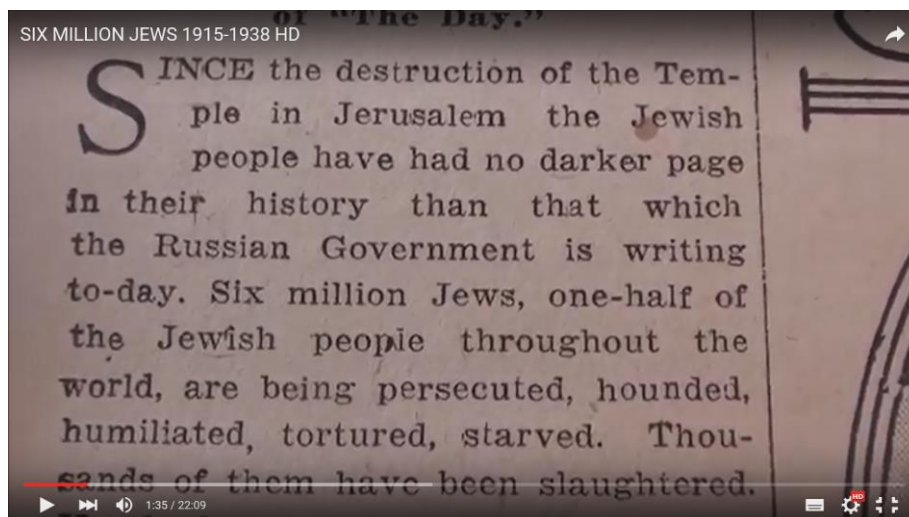 of "The Day."
SIX MILLION JEWS 1915-1938 HD
SINCE the destruction of the Tem-
ple in Jerusalem the Jewish
people have had no darker page
in their history than that which
the Russian Government is writing
to-day. Six million Jews, one-half of
the Jewish people throughout the
world, are being persecuted, hounded,
humiliated, tortured, starved. Thou-
sands of them have been slaughtered.
1:35 / 22:09
HD